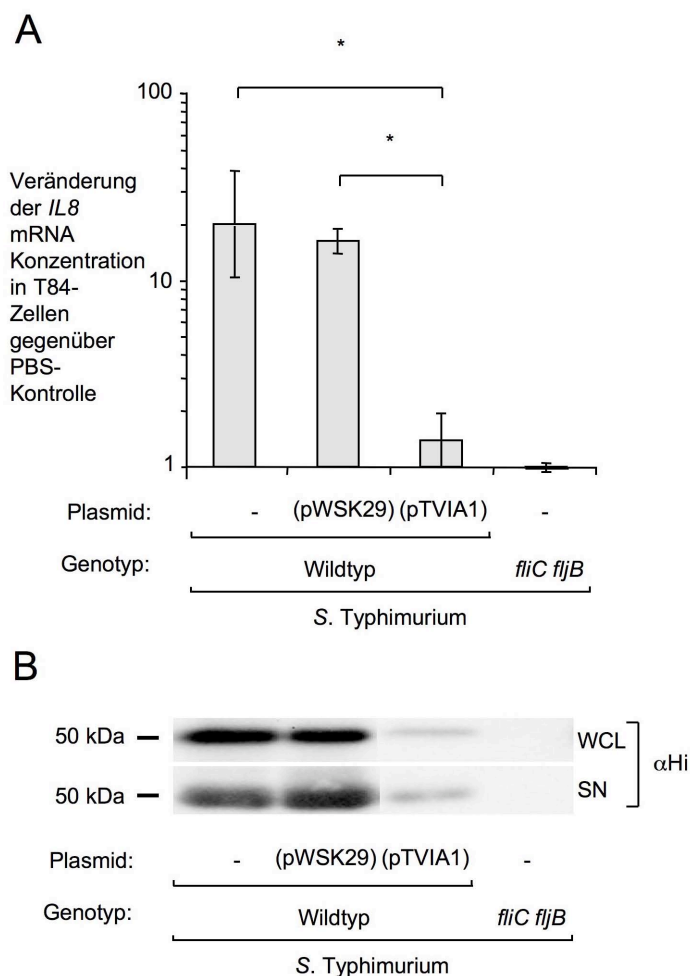 A
*
*
100
10
1
Veränderung
der IL8
mRNA
Konzentration
in T84-
Zellen
gegenüber
PBS-
Kontrolle
Plasmid: - (pWSK29) (pTVIA1) -
Genotyp: Wildtyp fliC fljB
S. Typhimurium
B
50 kDa WCL
αHi
50 kDa SN
Plasmid: - (pWSK29) (pTVIA1) -
Genotyp: Wildtyp fliC fljB
S. Typhimurium